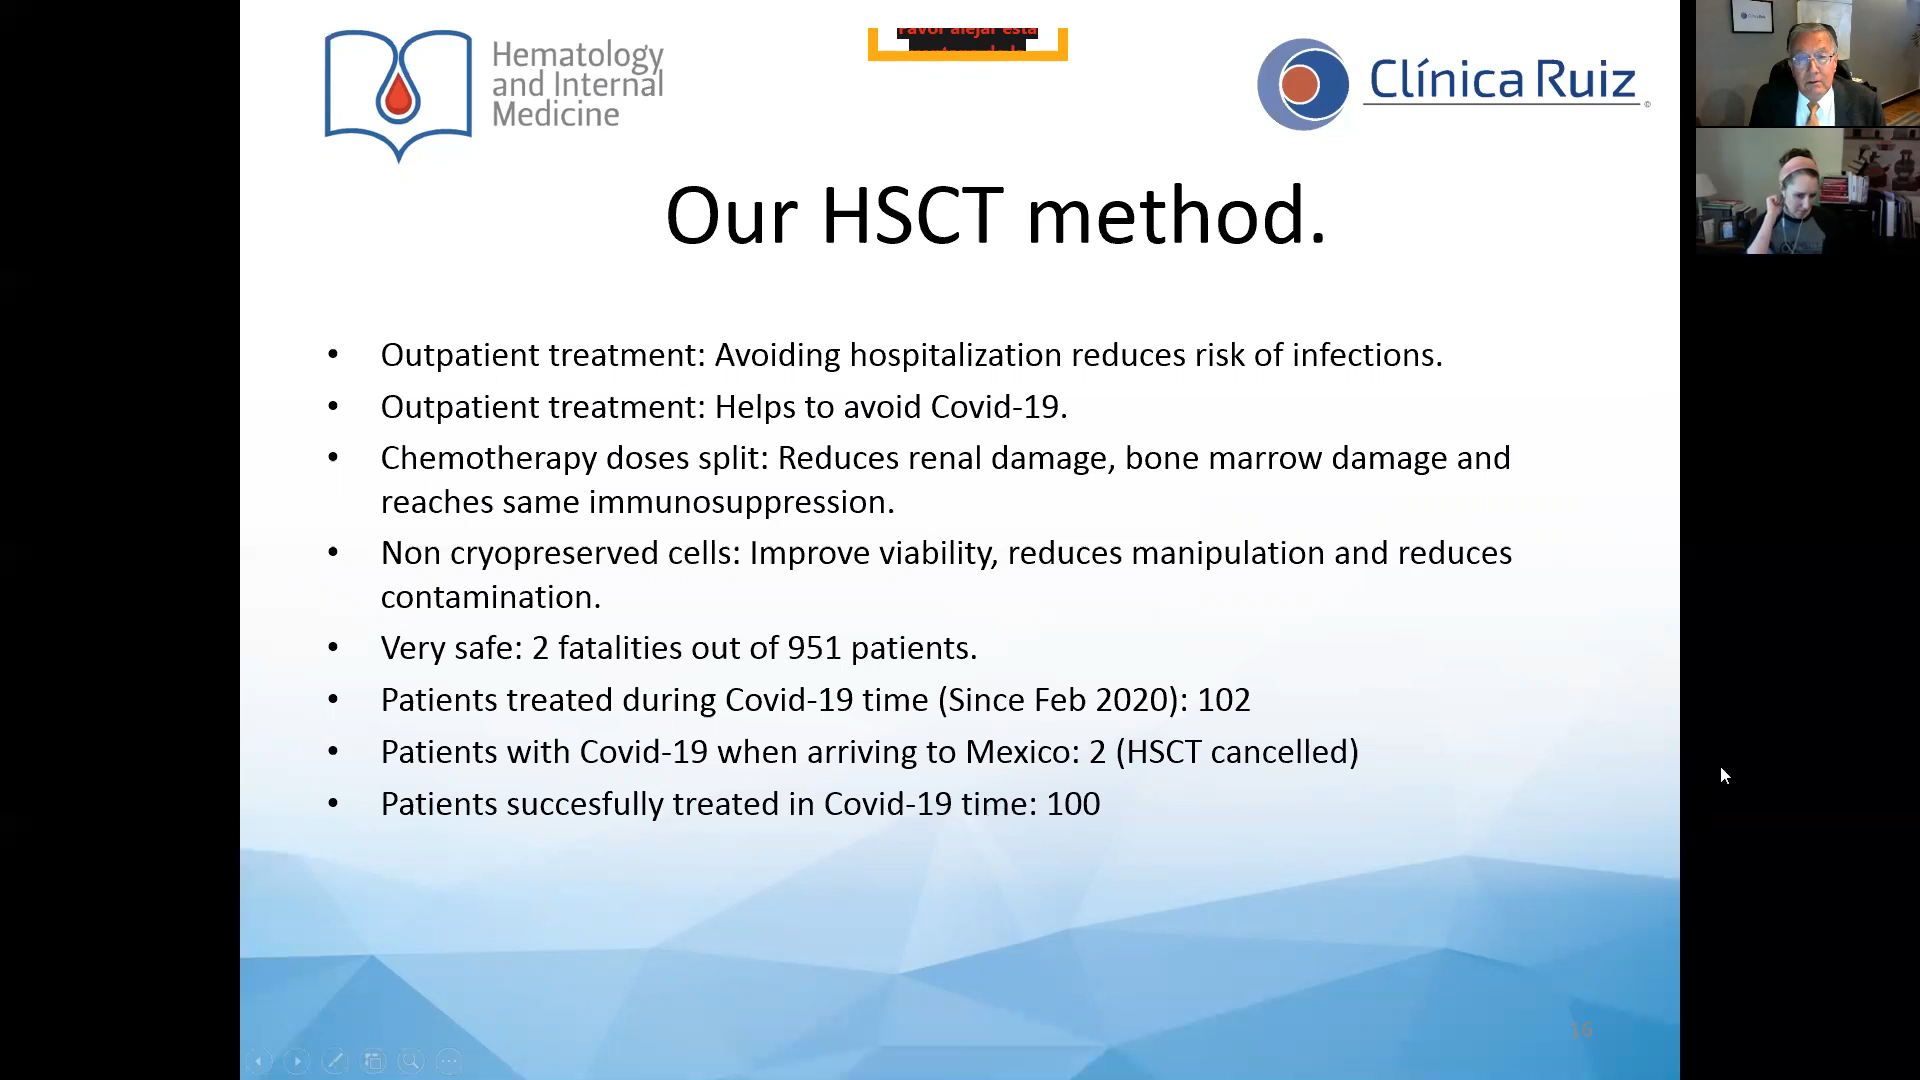 Hematology
and Internal
Medicine
Favor alejar esta
Clínica Ruiz
Our HSCT method.
• Outpatient treatment: Avoiding hospitalization reduces risk of infections.
• Outpatient treatment: Helps to avoid Covid-19.
• Chemotherapy doses split: Reduces renal damage, bone marrow damage and
reaches same immunosuppression.
• Non cryopreserved cells: Improve viability, reduces manipulation and reduces
contamination.
• Very safe: 2 fatalities out of 951 patients.
• Patients treated during Covid-19 time (Since Feb 2020): 102
• Patients with Covid-19 when arriving to Mexico: 2 (HSCT cancelled)
• Patients succesfully treated in Covid-19 time: 100
16